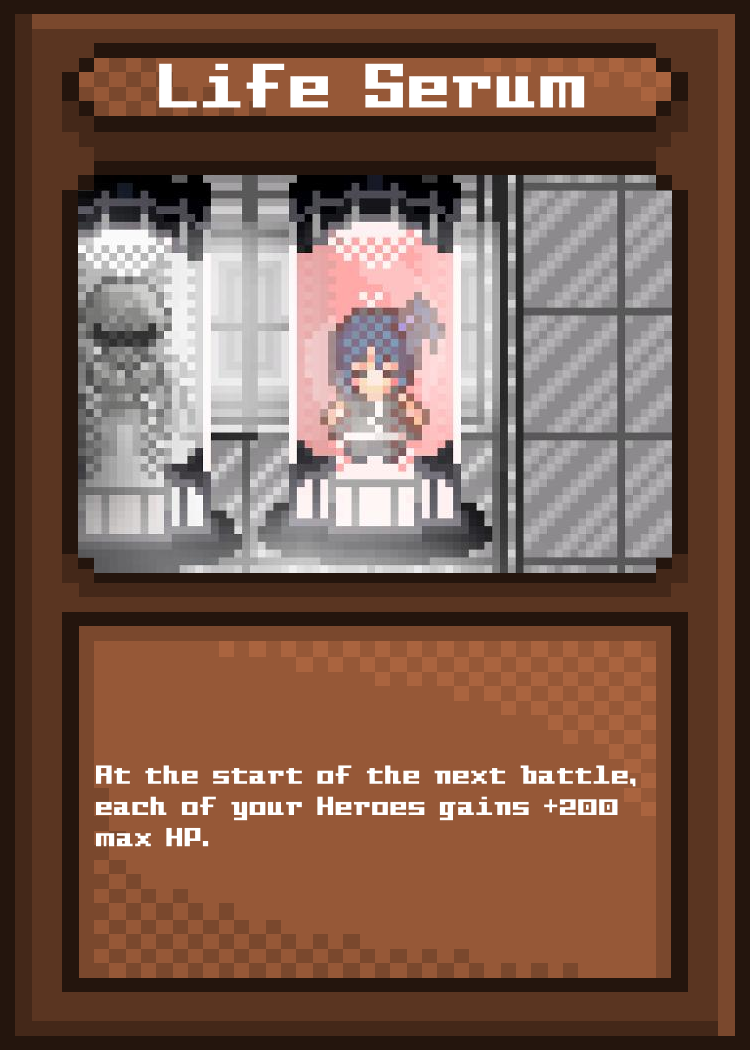 Life Serum
At the start of the next battle,
each of your Heroes gains +200
max HP.